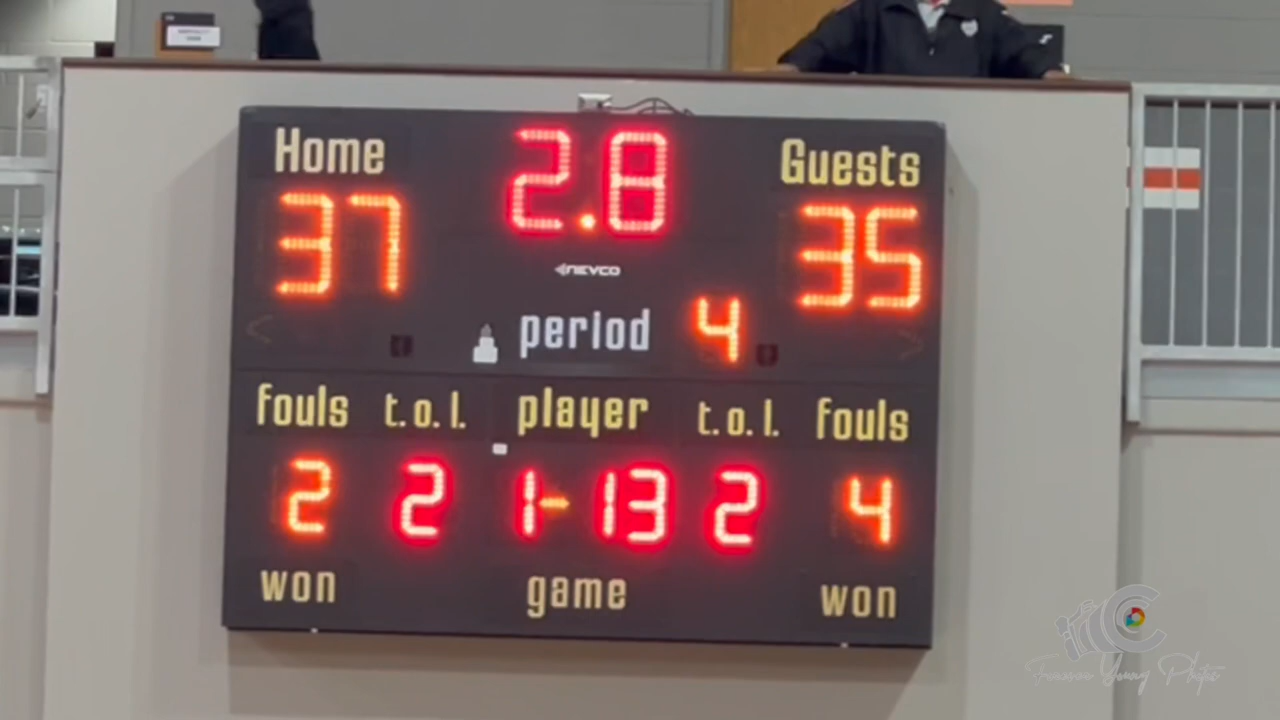 Home 2.8 Guests
37 35
NEVCO
period 4
fouls t.o.l. player t.o.l. fouls
2 2 1-13 2 4
won game won